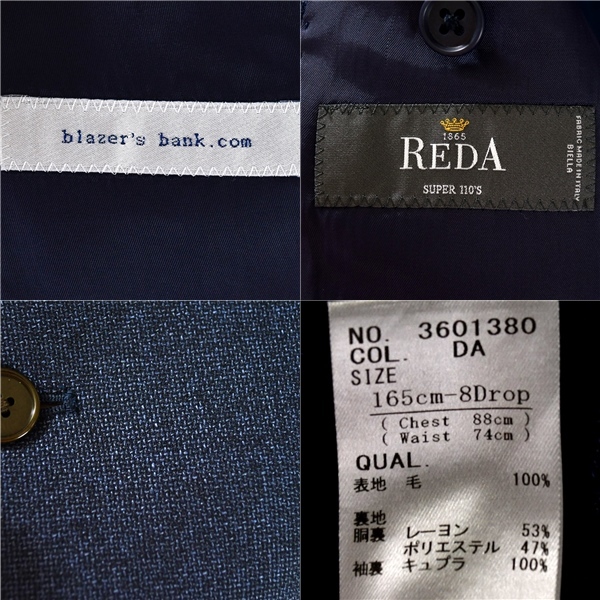 blazer's bank.com
1865
REDA
SUPER 110'S
FABRIC MADE IN ITALY
BIELLA
NO. 3601380
COL. DA
SIZE
165cm-8Drop
( Chest 88cm )
( Waist 74cm )
QUAL.
表地 毛 100%
裏地
胴裏 レーヨン 53%
ポリエステル 47%
袖裏 キュプラ 100%